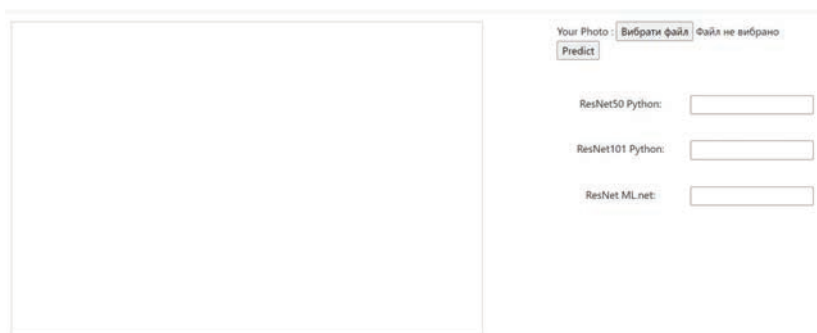 Your Photo : Вибрати файл Файл не вибрано
Predict
ResNet50 Python:
ResNet101 Python:
ResNet ML.net: